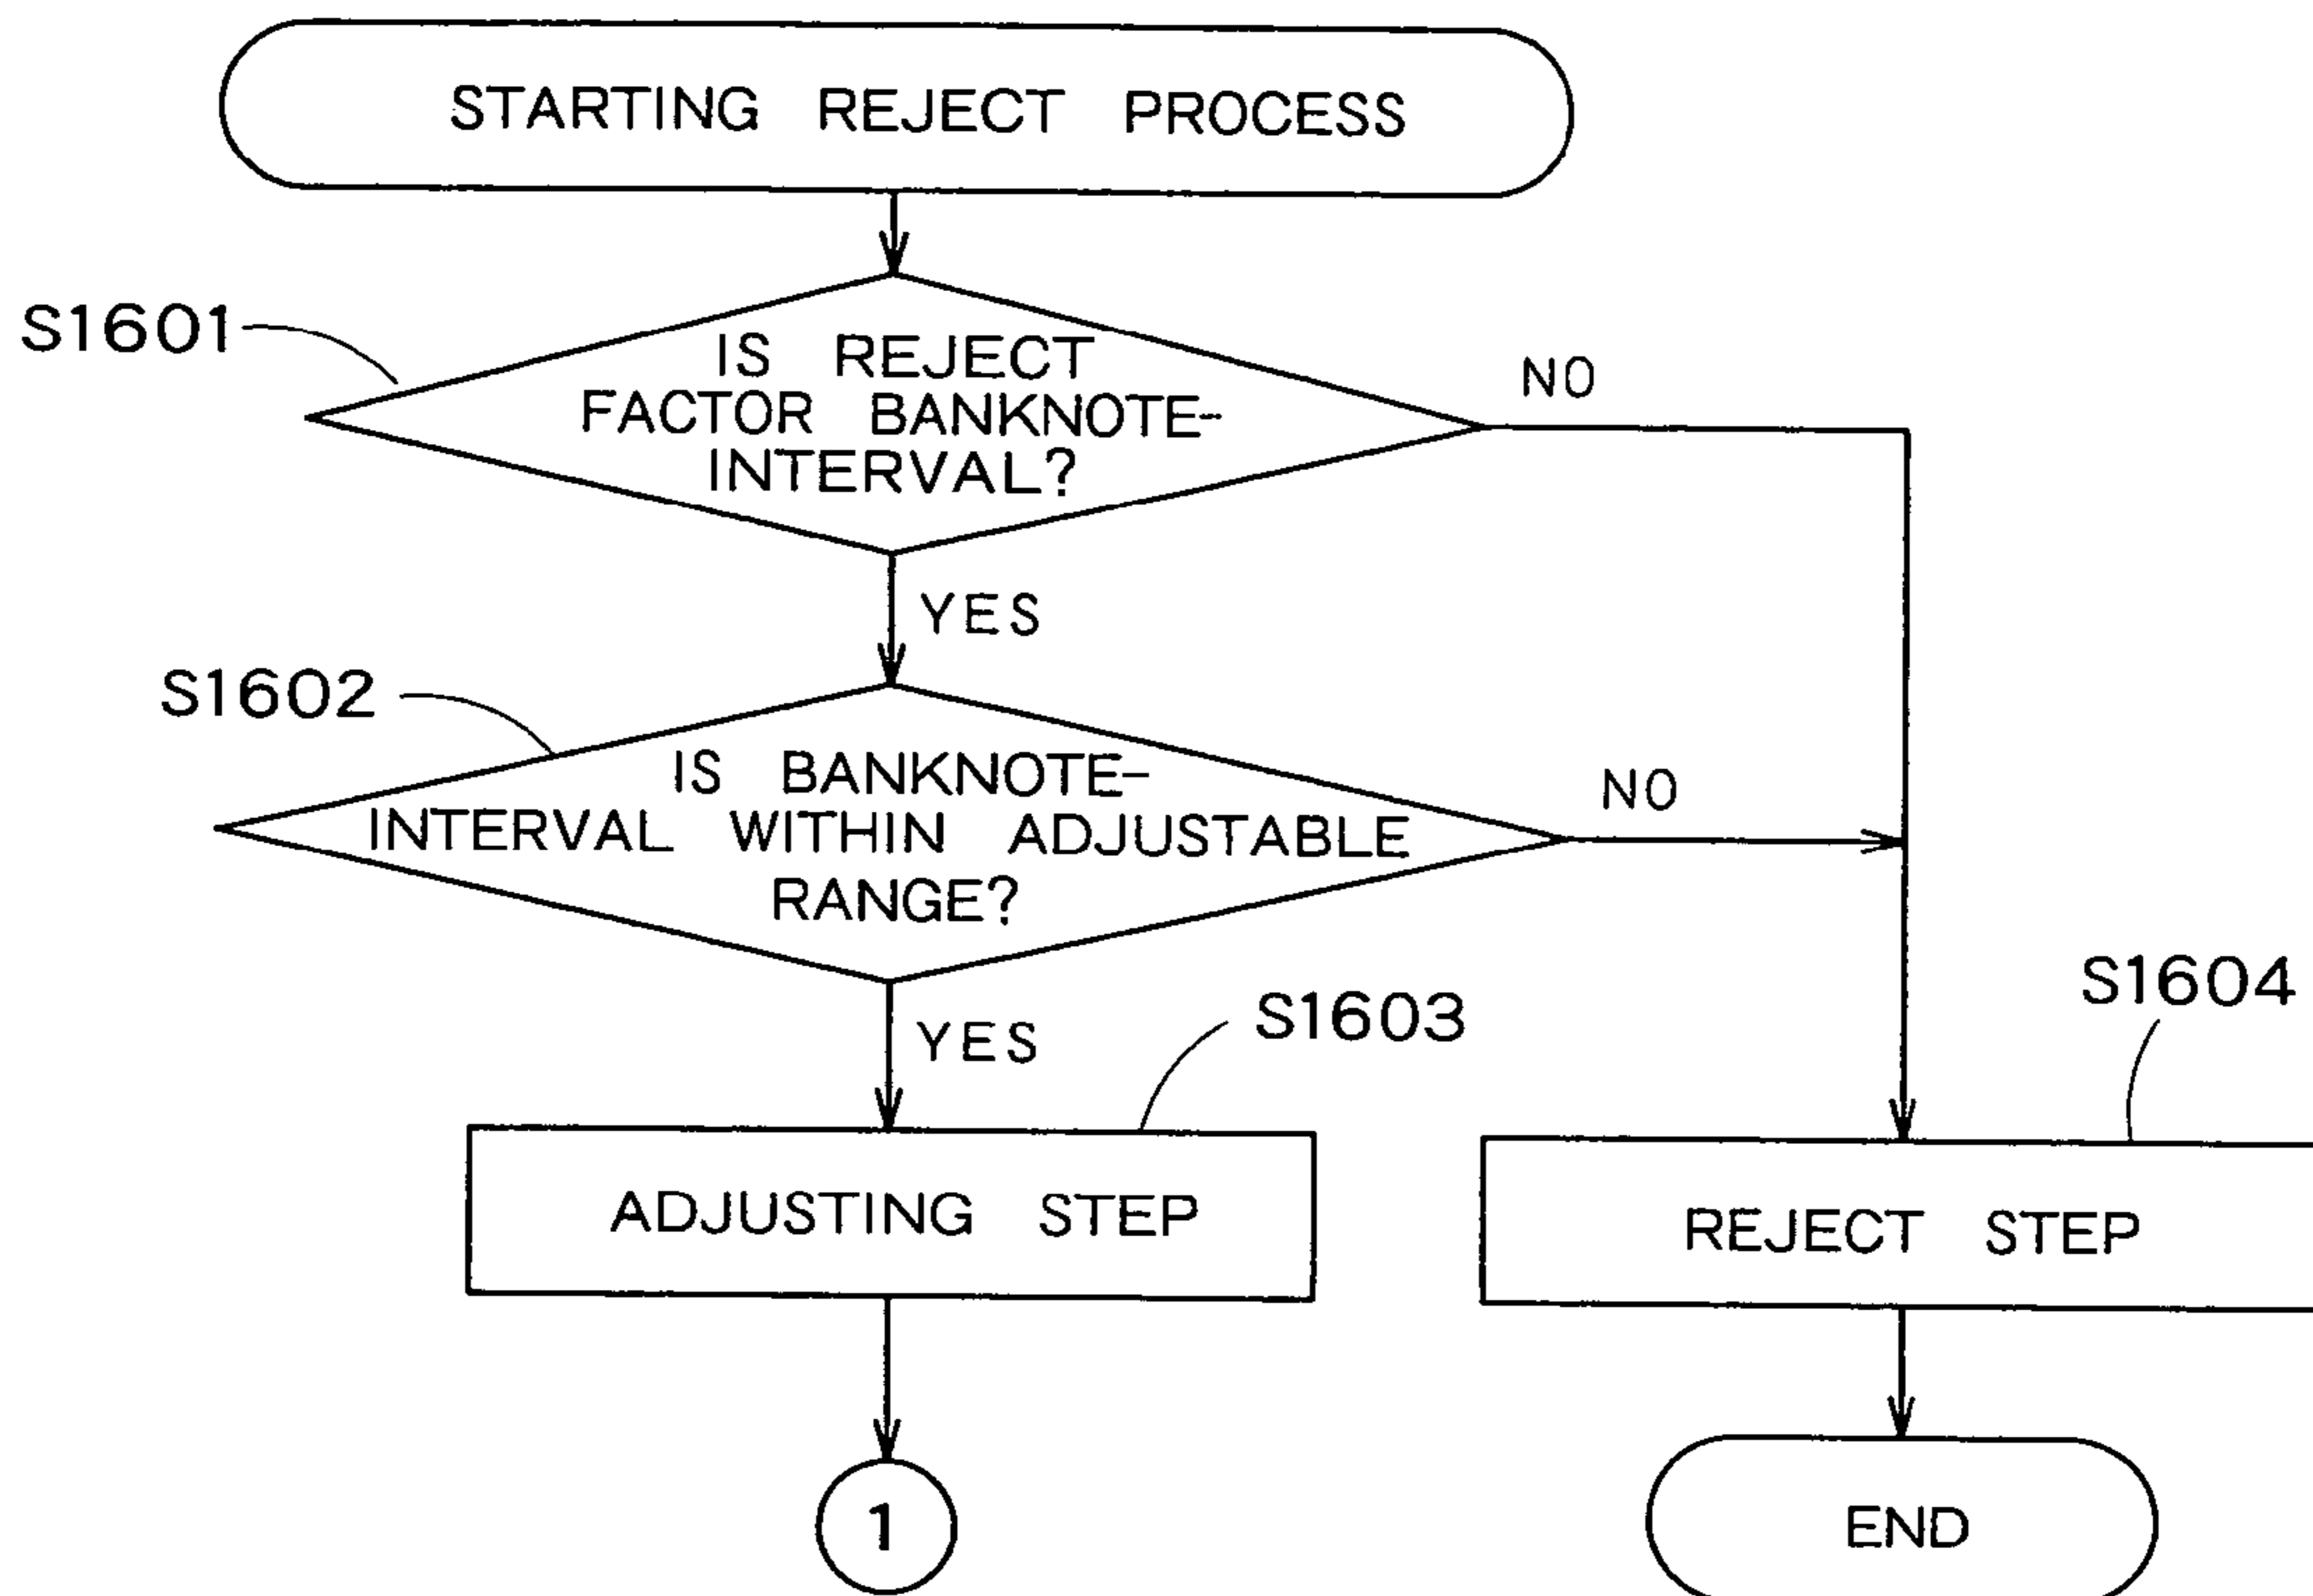 STARTING REJECT PROCESS
S1601
IS REJECT
FACTOR BANKNOTE-
INTERVAL?
NO
YES
S1602
IS BANKNOTE-
INTERVAL WITHIN ADJUSTABLE
RANGE?
NO
YES
S1603
S1604
ADJUSTING STEP
REJECT STEP
1
END